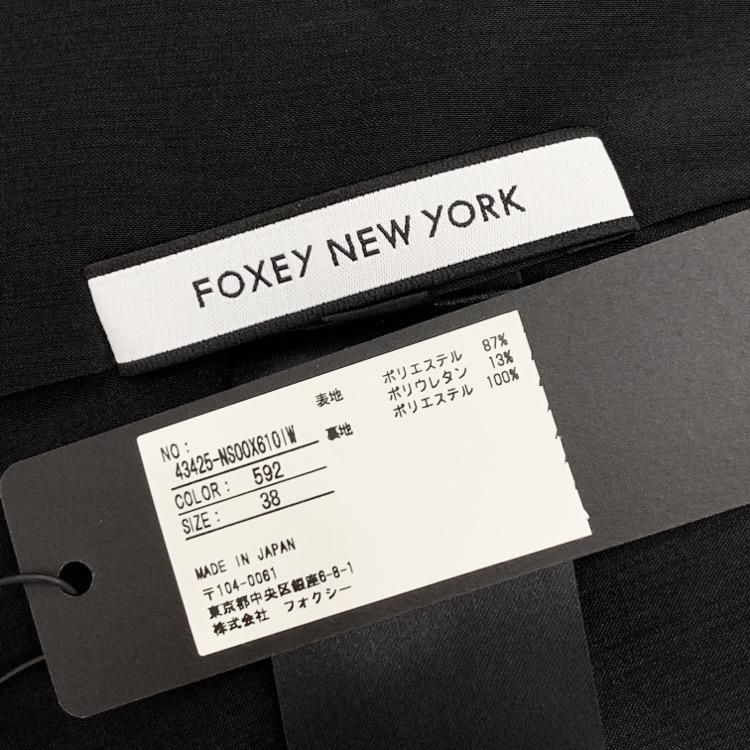 FOXEY NEW YORK
NO:
43425-NSOOX610IW
COLOR: 592
SIZE: 38
表地 ポリエステル 87%
ポリウレタン 13%
裏地 ポリエステル 100%
MADE IN JAPAN
〒104-0061
東京都中央区銀座6-8-1
株式会社 フォクシー